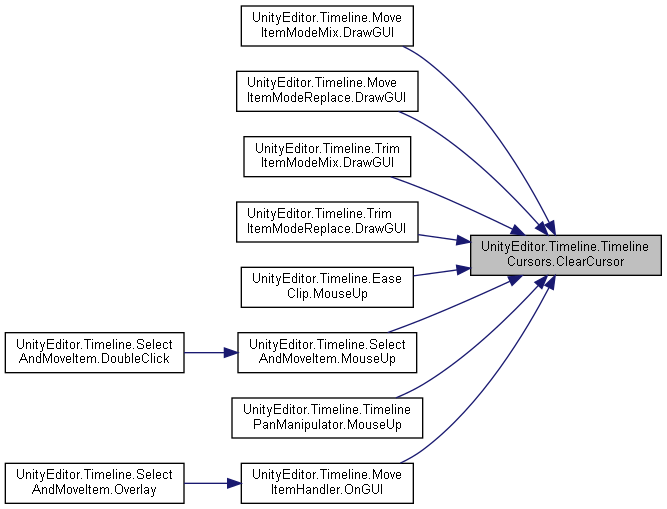 UnityEditor.Timeline.Move
ItemModeMix.DrawGUI
UnityEditor.Timeline.Move
ItemModeReplace.DrawGUI
UnityEditor.Timeline.Trim
ItemModeMix.DrawGUI
UnityEditor.Timeline.Trim
ItemModeReplace.DrawGUI
UnityEditor.Timeline.Timeline
Cursors.ClearCursor
UnityEditor.Timeline.Ease
Clip.MouseUp
UnityEditor.Timeline.Select
AndMoveItem.DoubleClick
UnityEditor.Timeline.Select
AndMoveItem.MouseUp
UnityEditor.Timeline.Timeline
PanManipulator.MouseUp
UnityEditor.Timeline.Select
AndMoveItem.Overlay
UnityEditor.Timeline.Move
ItemHandler.OnGUI